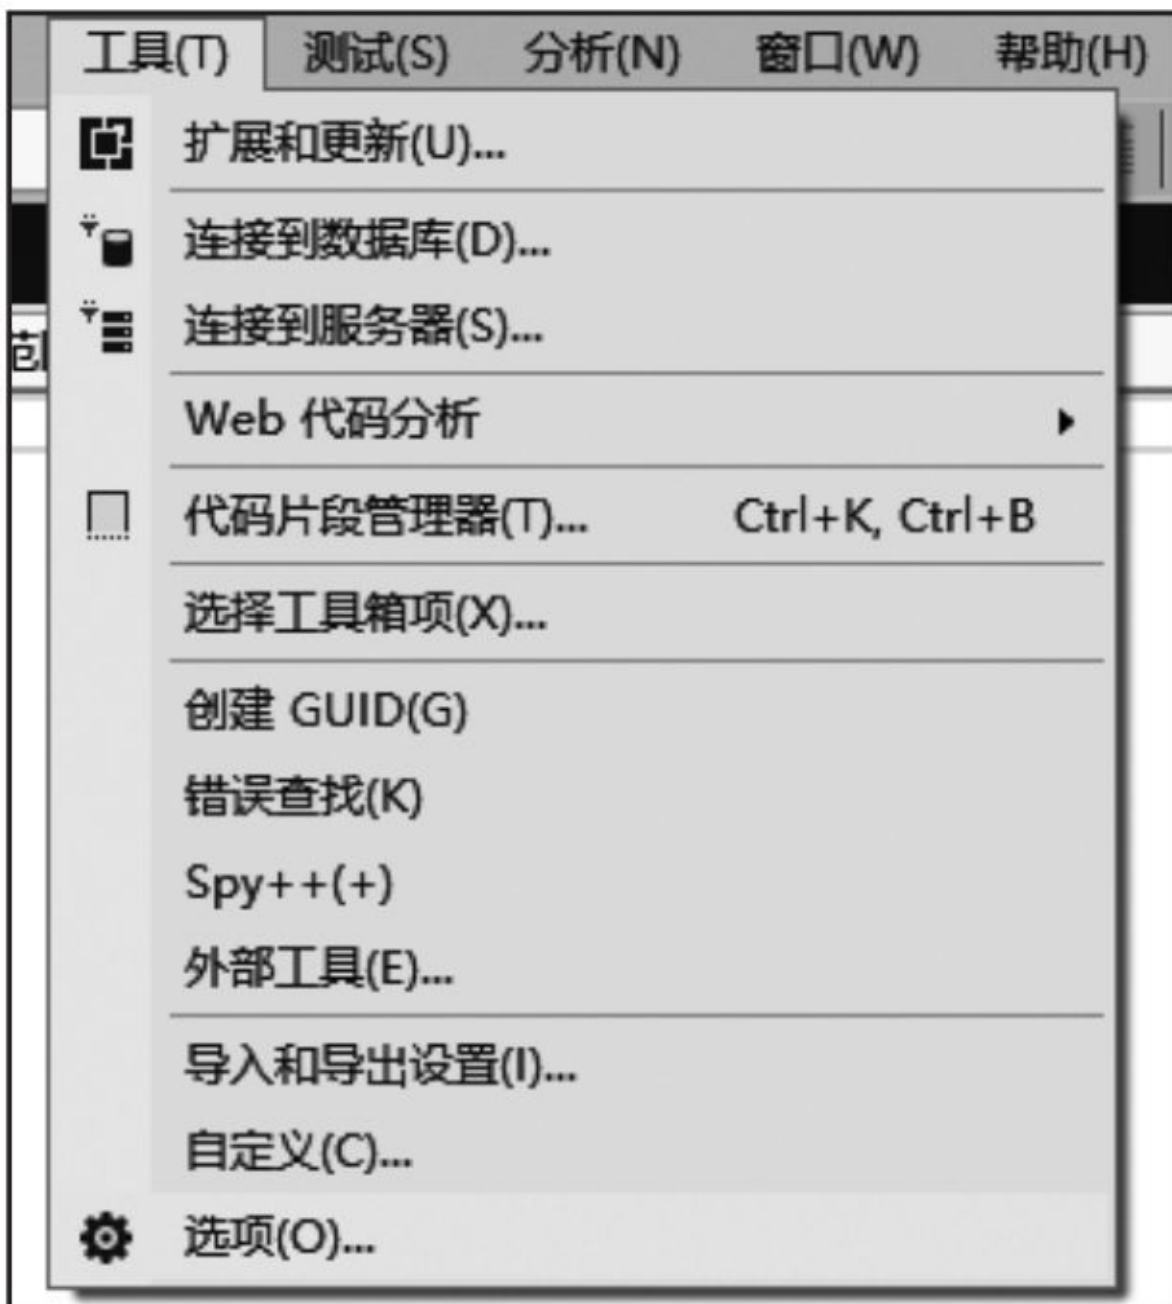 工具(T) 测试(S) 分析(N) 窗口(W) 帮助(H)
扩展和更新(U)...
连接到数据库(D)...
连接到服务器(S)...
Web 代码分析
代码片段管理器(T)... Ctrl+K, Ctrl+B
选择工具箱项(X)...
创建 GUID(G)
错误查找(K)
Spy++(+)
外部工具(E)...
导入和导出设置(I)...
自定义(C)...
选项(O)...